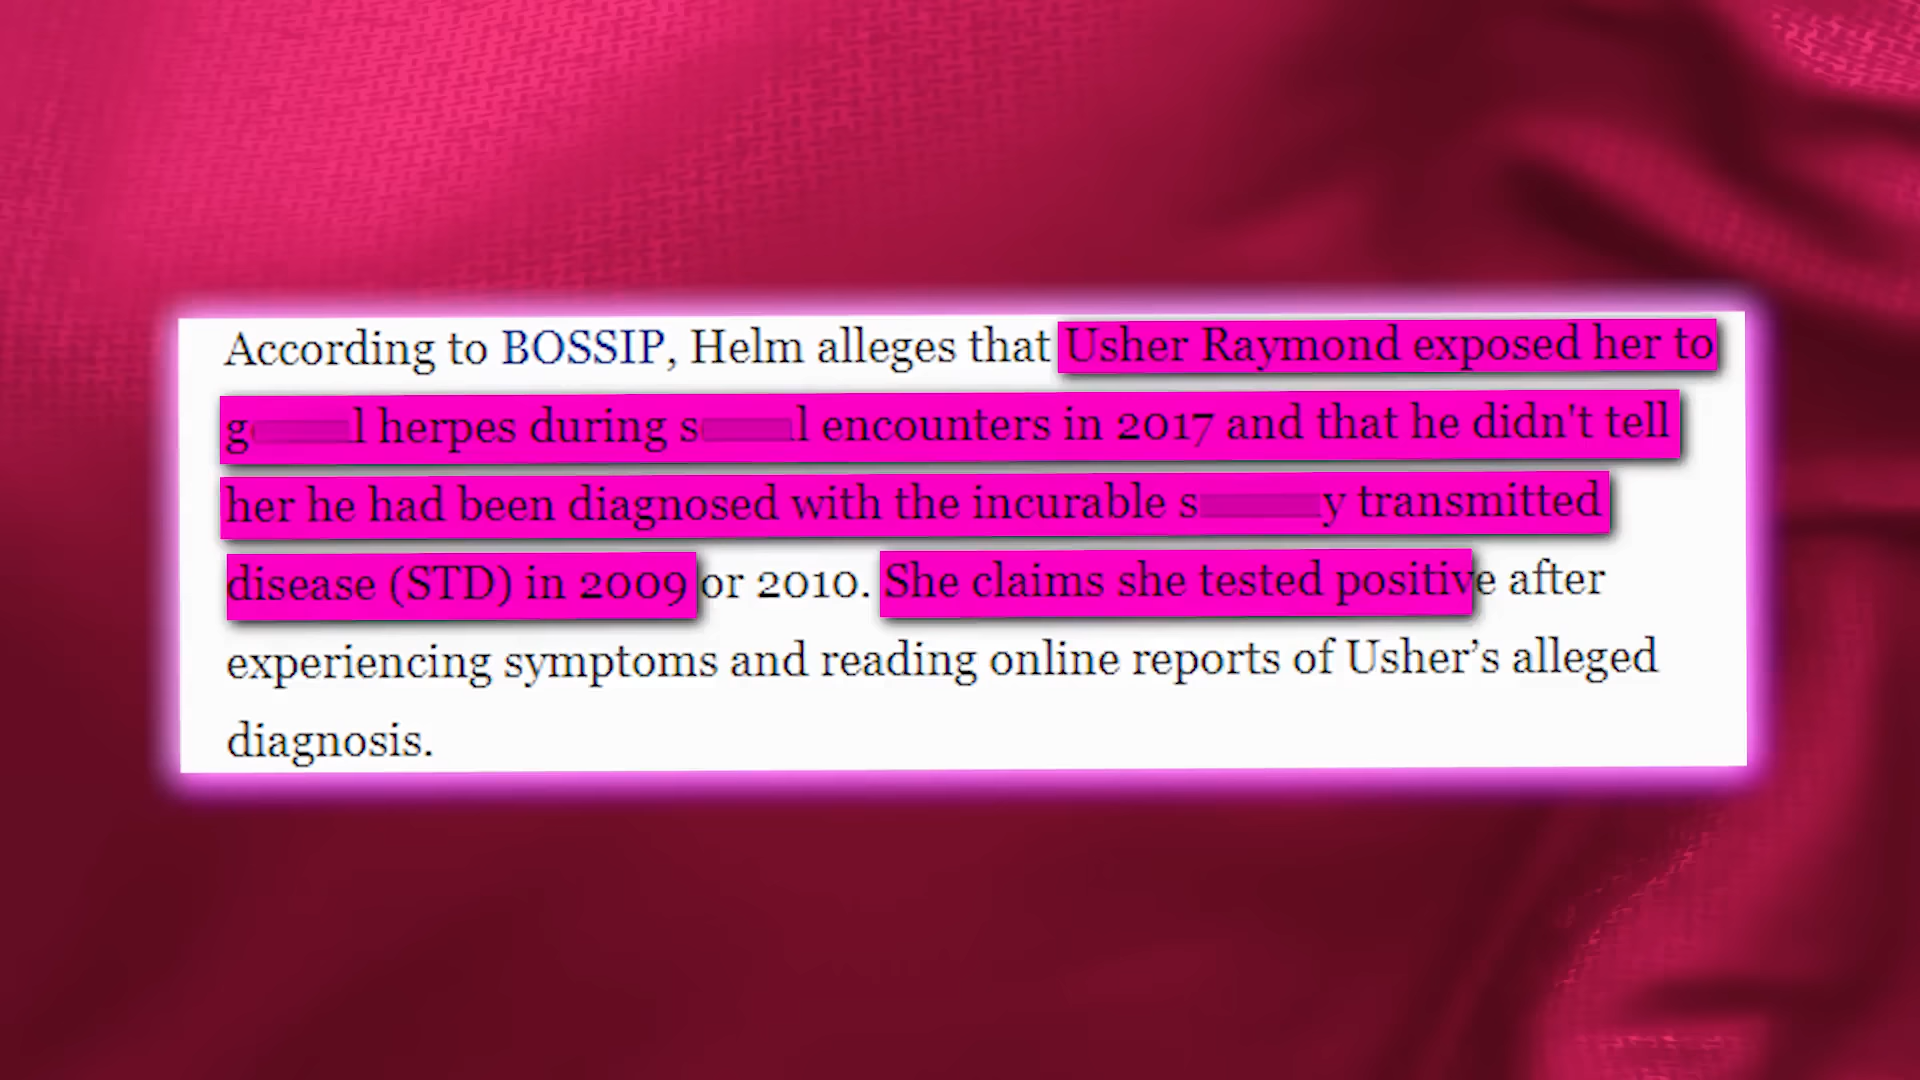 According to BOSSIP, Helm alleges that Usher Raymond exposed her to
g l herpes during s l encounters in 2017 and that he didn't tell
her he had been diagnosed with the incurable s y transmitted
disease (STD) in 2009 or 2010. She claims she tested positive after
experiencing symptoms and reading online reports of Usher’s alleged
diagnosis.